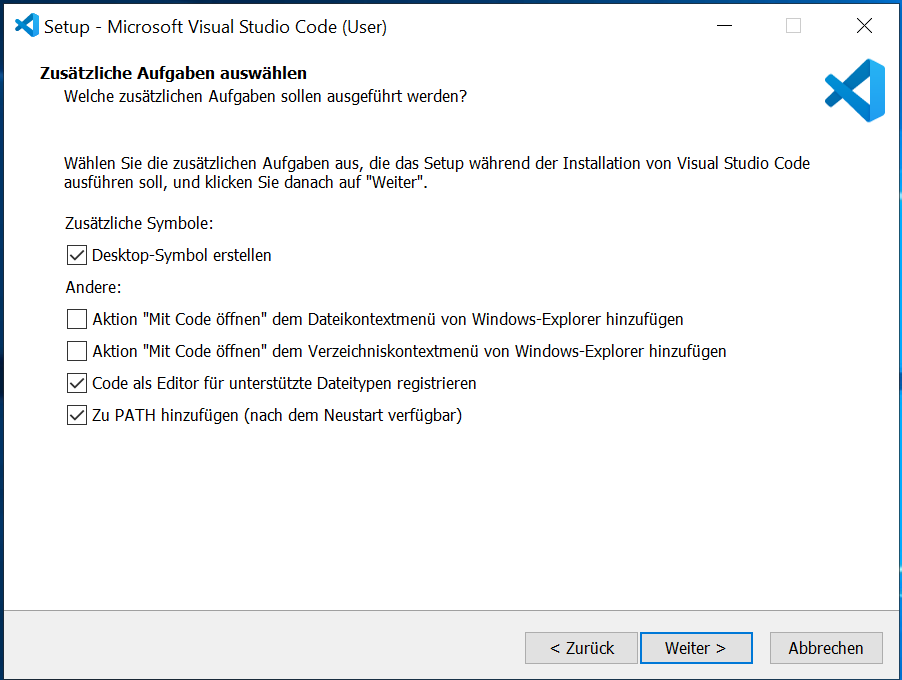 Setup - Microsoft Visual Studio Code (User)
Zusätzliche Aufgaben auswählen
Welche zusätzlichen Aufgaben sollen ausgeführt werden?
Wählen Sie die zusätzlichen Aufgaben aus, die das Setup während der Installation von Visual Studio Code
ausführen soll, und klicken Sie danach auf "Weiter".
Zusätzliche Symbole:
Desktop-Symbol erstellen
Andere:
Aktion "Mit Code öffnen" dem Dateikontextmenü von Windows-Explorer hinzufügen
Aktion "Mit Code öffnen" dem Verzeichniskontextmenü von Windows-Explorer hinzufügen
Code als Editor für unterstützte Dateitypen registrieren
Zu PATH hinzufügen (nach dem Neustart verfügbar)
< Zurück Weiter > Abbrechen